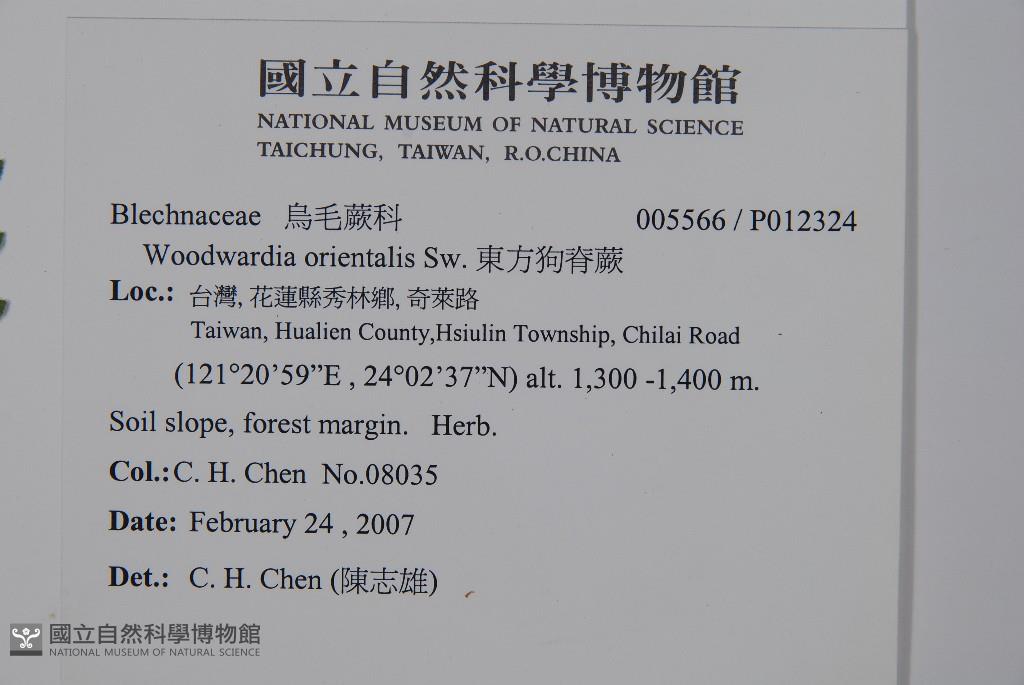 國立自然科學博物館
NATIONAL MUSEUM OF NATURAL SCIENCE
TAICHUNG, TAIWAN, R.O.CHINA
Blechnaceae 烏毛蕨科 005566 / P012324
Woodwardia orientalis Sw. 東方狗脊蕨
Loc.: 台灣, 花蓮縣秀林鄉, 奇萊路
Taiwan, Hualien County,Hsiulin Township, Chilai Road
(121°20’59”E , 24°02’37”N) alt. 1,300 -1,400 m.
Soil slope, forest margin. Herb.
Col.: C. H. Chen No.08035
Date: February 24 , 2007
Det.: C. H. Chen (陳志雄)
國立自然科學博物館
NATIONAL MUSEUM OF NATURAL SCIENCE